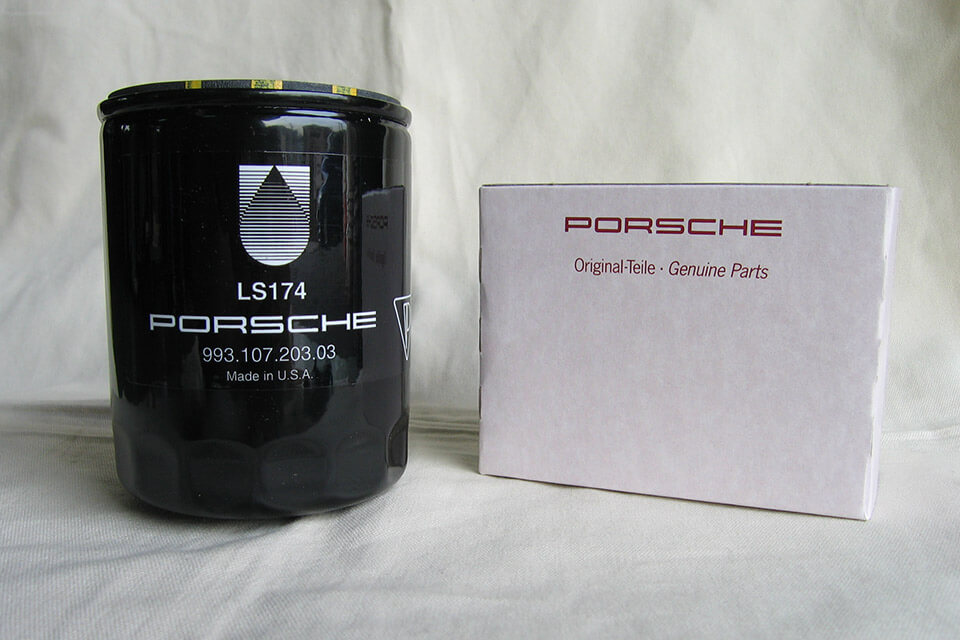 LS174
PORSCHE
993.107.203.03
Made in U.S.A.
PORSCHE
Original-Teile · Genuine Parts